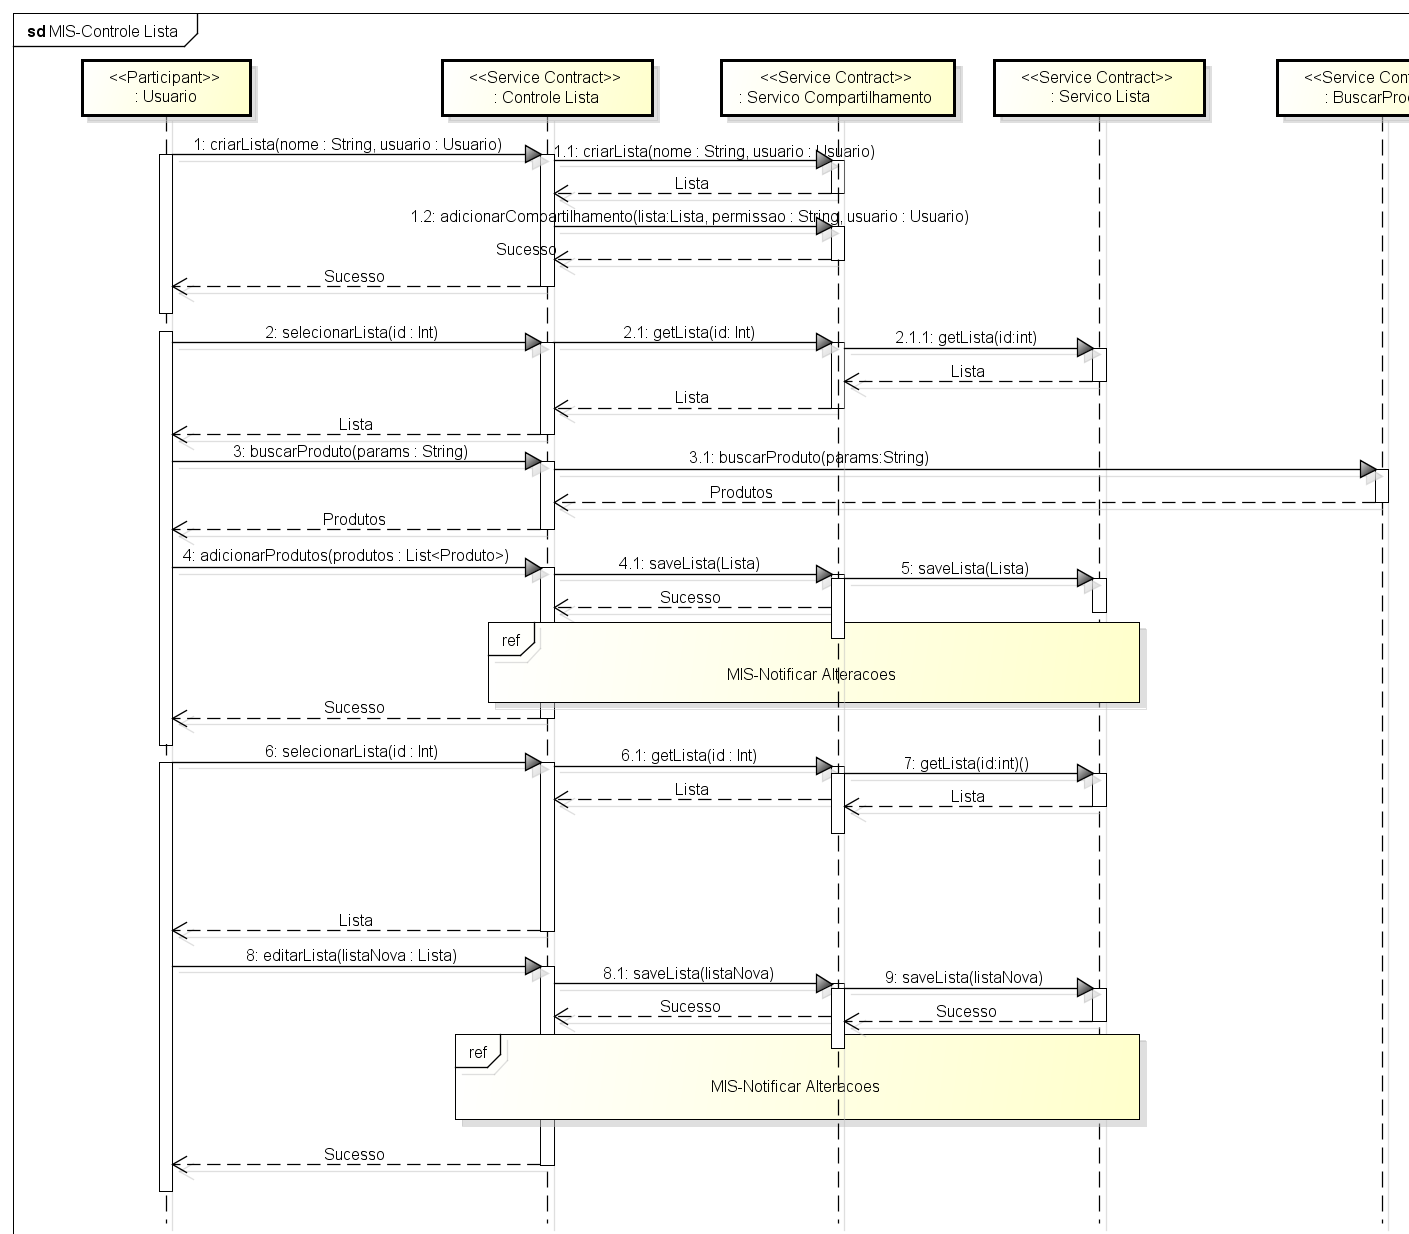 sd MIS-Controle Lista
<<Participant>>
: Usuario
<<Service Contract>>
: Controle Lista
<<Service Contract>>
: Servico Compartilhamento
<<Service Contract>>
: Servico Lista
<<Service Con
: BuscarPro
1: criarLista(nome : String, usuario : Usuario)
1.1: criarLista(nome : String, usuario : Usuario)
Lista
1.2: adicionarCompartilhamento(lista:Lista, permissao : String, usuario : Usuario)
Sucesso
Sucesso
2: selecionarLista(id : Int)
2.1: getLista(id: Int)
2.1.1: getLista(id:int)
Lista
Lista
Lista
3: buscarProduto(params : String)
3.1: buscarProduto(params:String)
Produtos
Produtos
4: adicionarProdutos(produtos : List<Produto>)
4.1: saveLista(Lista)
5: saveLista(Lista)
Sucesso
ref
MIS-Notificar Alteracoes
Sucesso
6: selecionarLista(id : Int)
6.1: getLista(id : Int)
7: getLista(id:int)()
Lista
Lista
Lista
8: editarLista(listaNova : Lista)
8.1: saveLista(listaNova)
9: saveLista(listaNova)
Sucesso
Sucesso
ref
MIS-Notificar Alteracoes
Sucesso